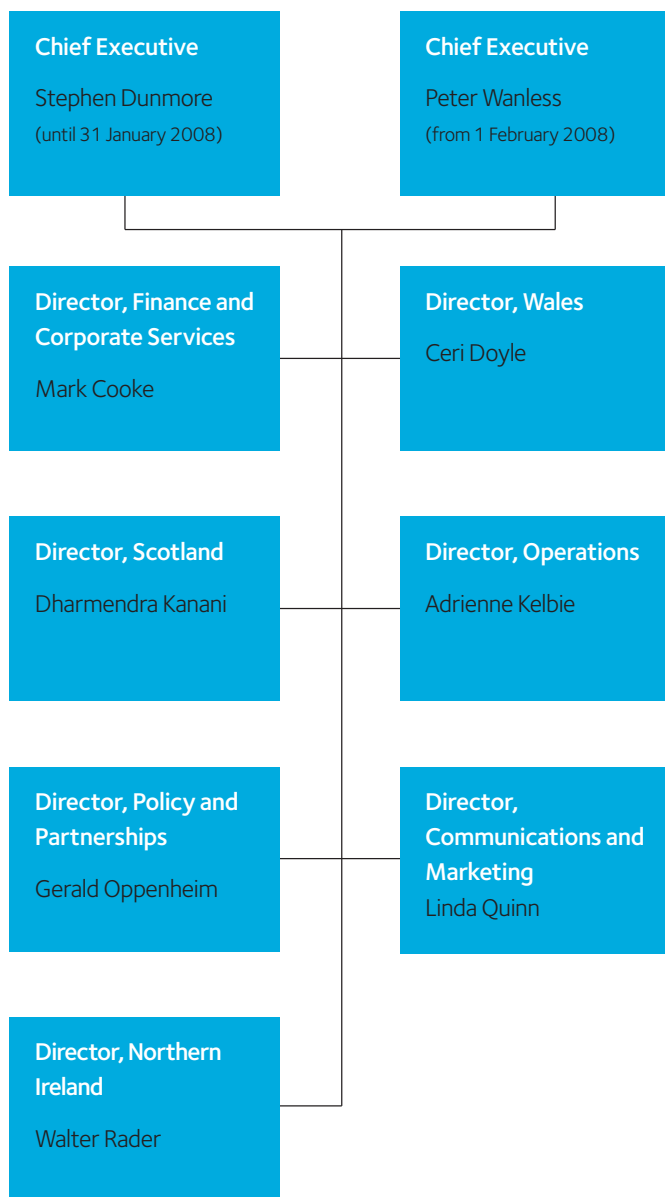 Chief Executive
Stephen Dunmore
(until 31 January 2008)
Chief Executive
Peter Wanless
(from 1 February 2008)
Director, Finance and
Corporate Services
Mark Cooke
Director, Wales
Ceri Doyle
Director, Scotland
Dharmendra Kanani
Director, Operations
Adrienne Kelbie
Director, Policy and
Partnerships
Gerald Oppenheim
Director,
Communications and
Marketing
Linda Quinn
Director, Northern
Ireland
Walter Rader